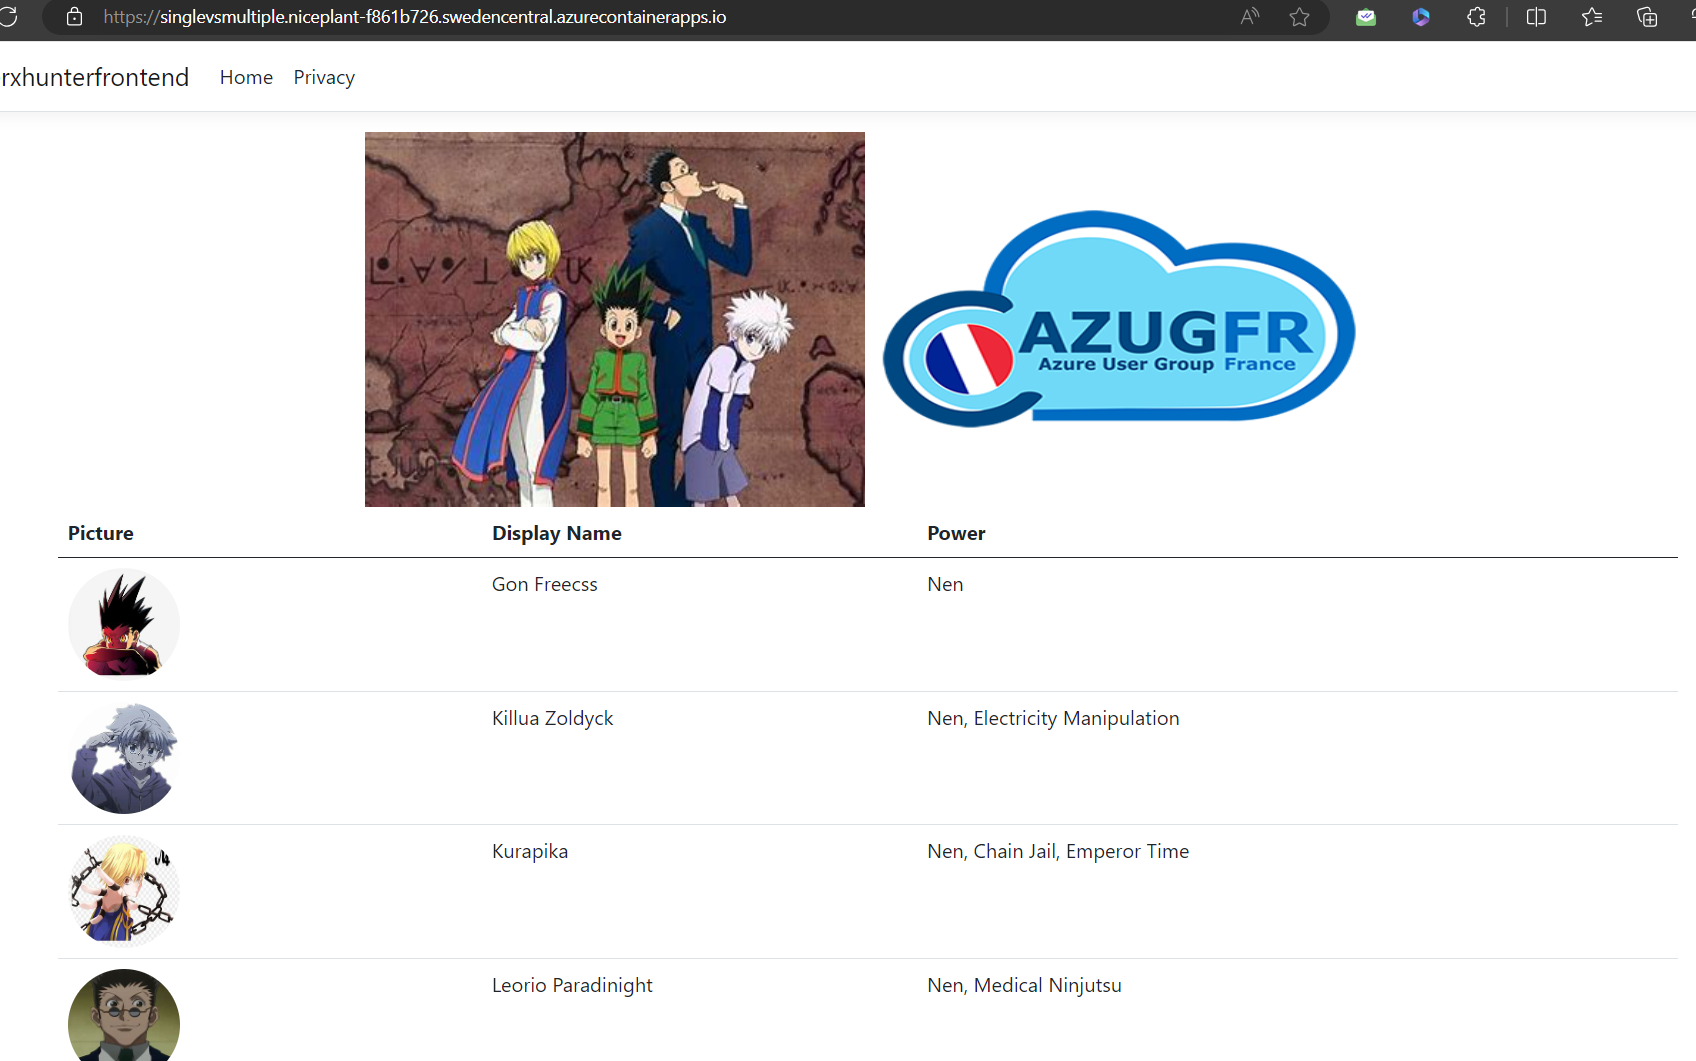 https://singlevsmultiple.niceplant-f861b726.swedencentral.azurecontainerapps.io
rxhunterfrontend Home Privacy
AZUGFR
Azure User Group France
Picture Display Name Power
Gon Freecss Nen
Killua Zoldyck Nen, Electricity Manipulation
Kurapika Nen, Chain Jail, Emperor Time
Leorio Paradinight Nen, Medical Ninjutsu